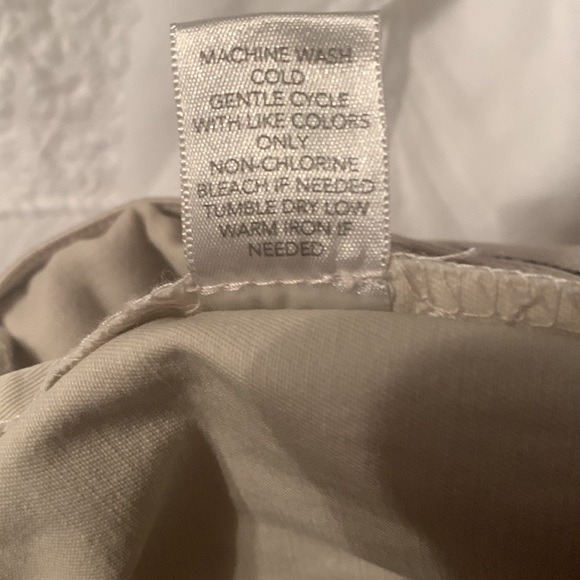 MACHINE WASH
COLD
GENTLE CYCLE
WITH LIKE COLORS
ONLY
NON-CHLORINE
BLEACH IF NEEDED
TUMBLE DRY LOW
WARM IRON IF
NEEDED